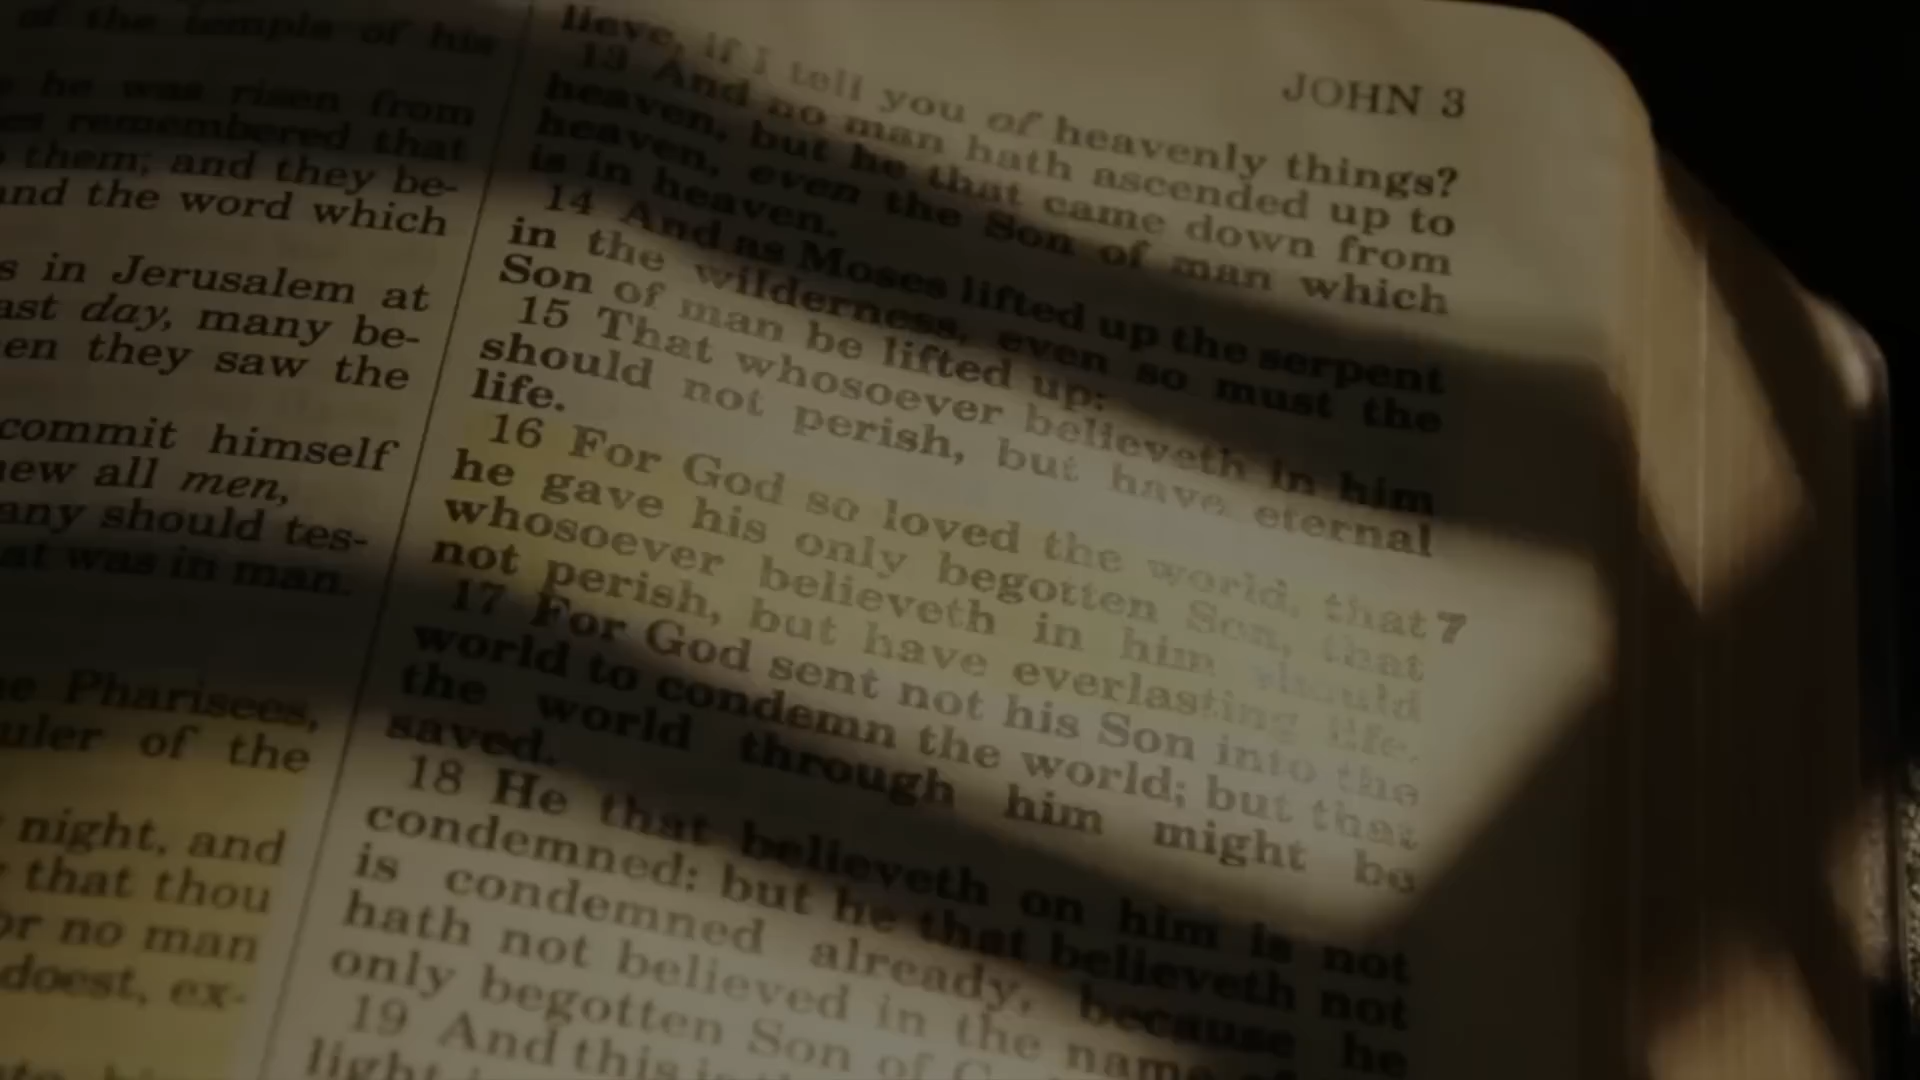 of the temple of his
he was risen from
remembered that
them; and they be-
and the word which
s in Jerusalem at
ast day, many be-
en they saw the
commit himself
new all men,
any should tes-
at was in man.
Pharisees,
uler of the
night, and
that thou
or no man
doest, ex-
JOHN 3
lieve, if I tell you of heavenly things?
13 And no man hath ascended up to
heaven, but he that came down from
heaven, even the Son of man which
is in heaven.
14 And as Moses lifted up the serpent
in the wilderness, even so must the
Son of man be lifted up:
15 That whosoever believeth in him
should not perish, but have eternal
life.
16 For God so loved the world, that 7
he gave his only begotten Son, that
whosoever believeth in him should
not perish, but have everlasting life.
17 For God sent not his Son into the
world to condemn the world; but that
the world through him might be
saved.
18 He that believeth on him is not
condemned: but he that believeth not
is condemned already, because he
hath not believed in the name of
only begotten Son of
19 And this is
light